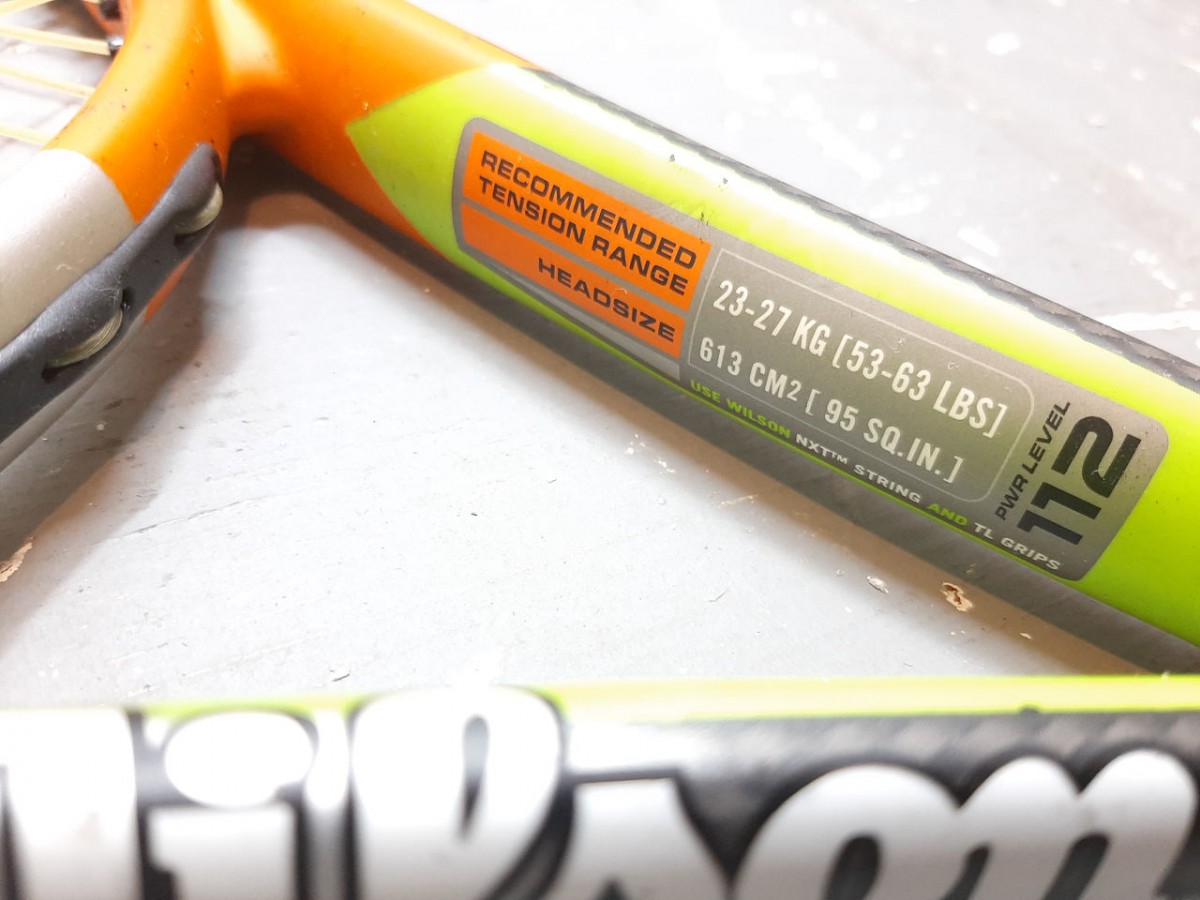 RECOMMENDED
TENSION RANGE
23-27 KG [53-63 LBS]
HEADSIZE
613 CM2 [ 95 SQ.IN.]
PWR LEVEL
112
USE WILSON NXT™ STRING AND TL GRIPS
Wilson